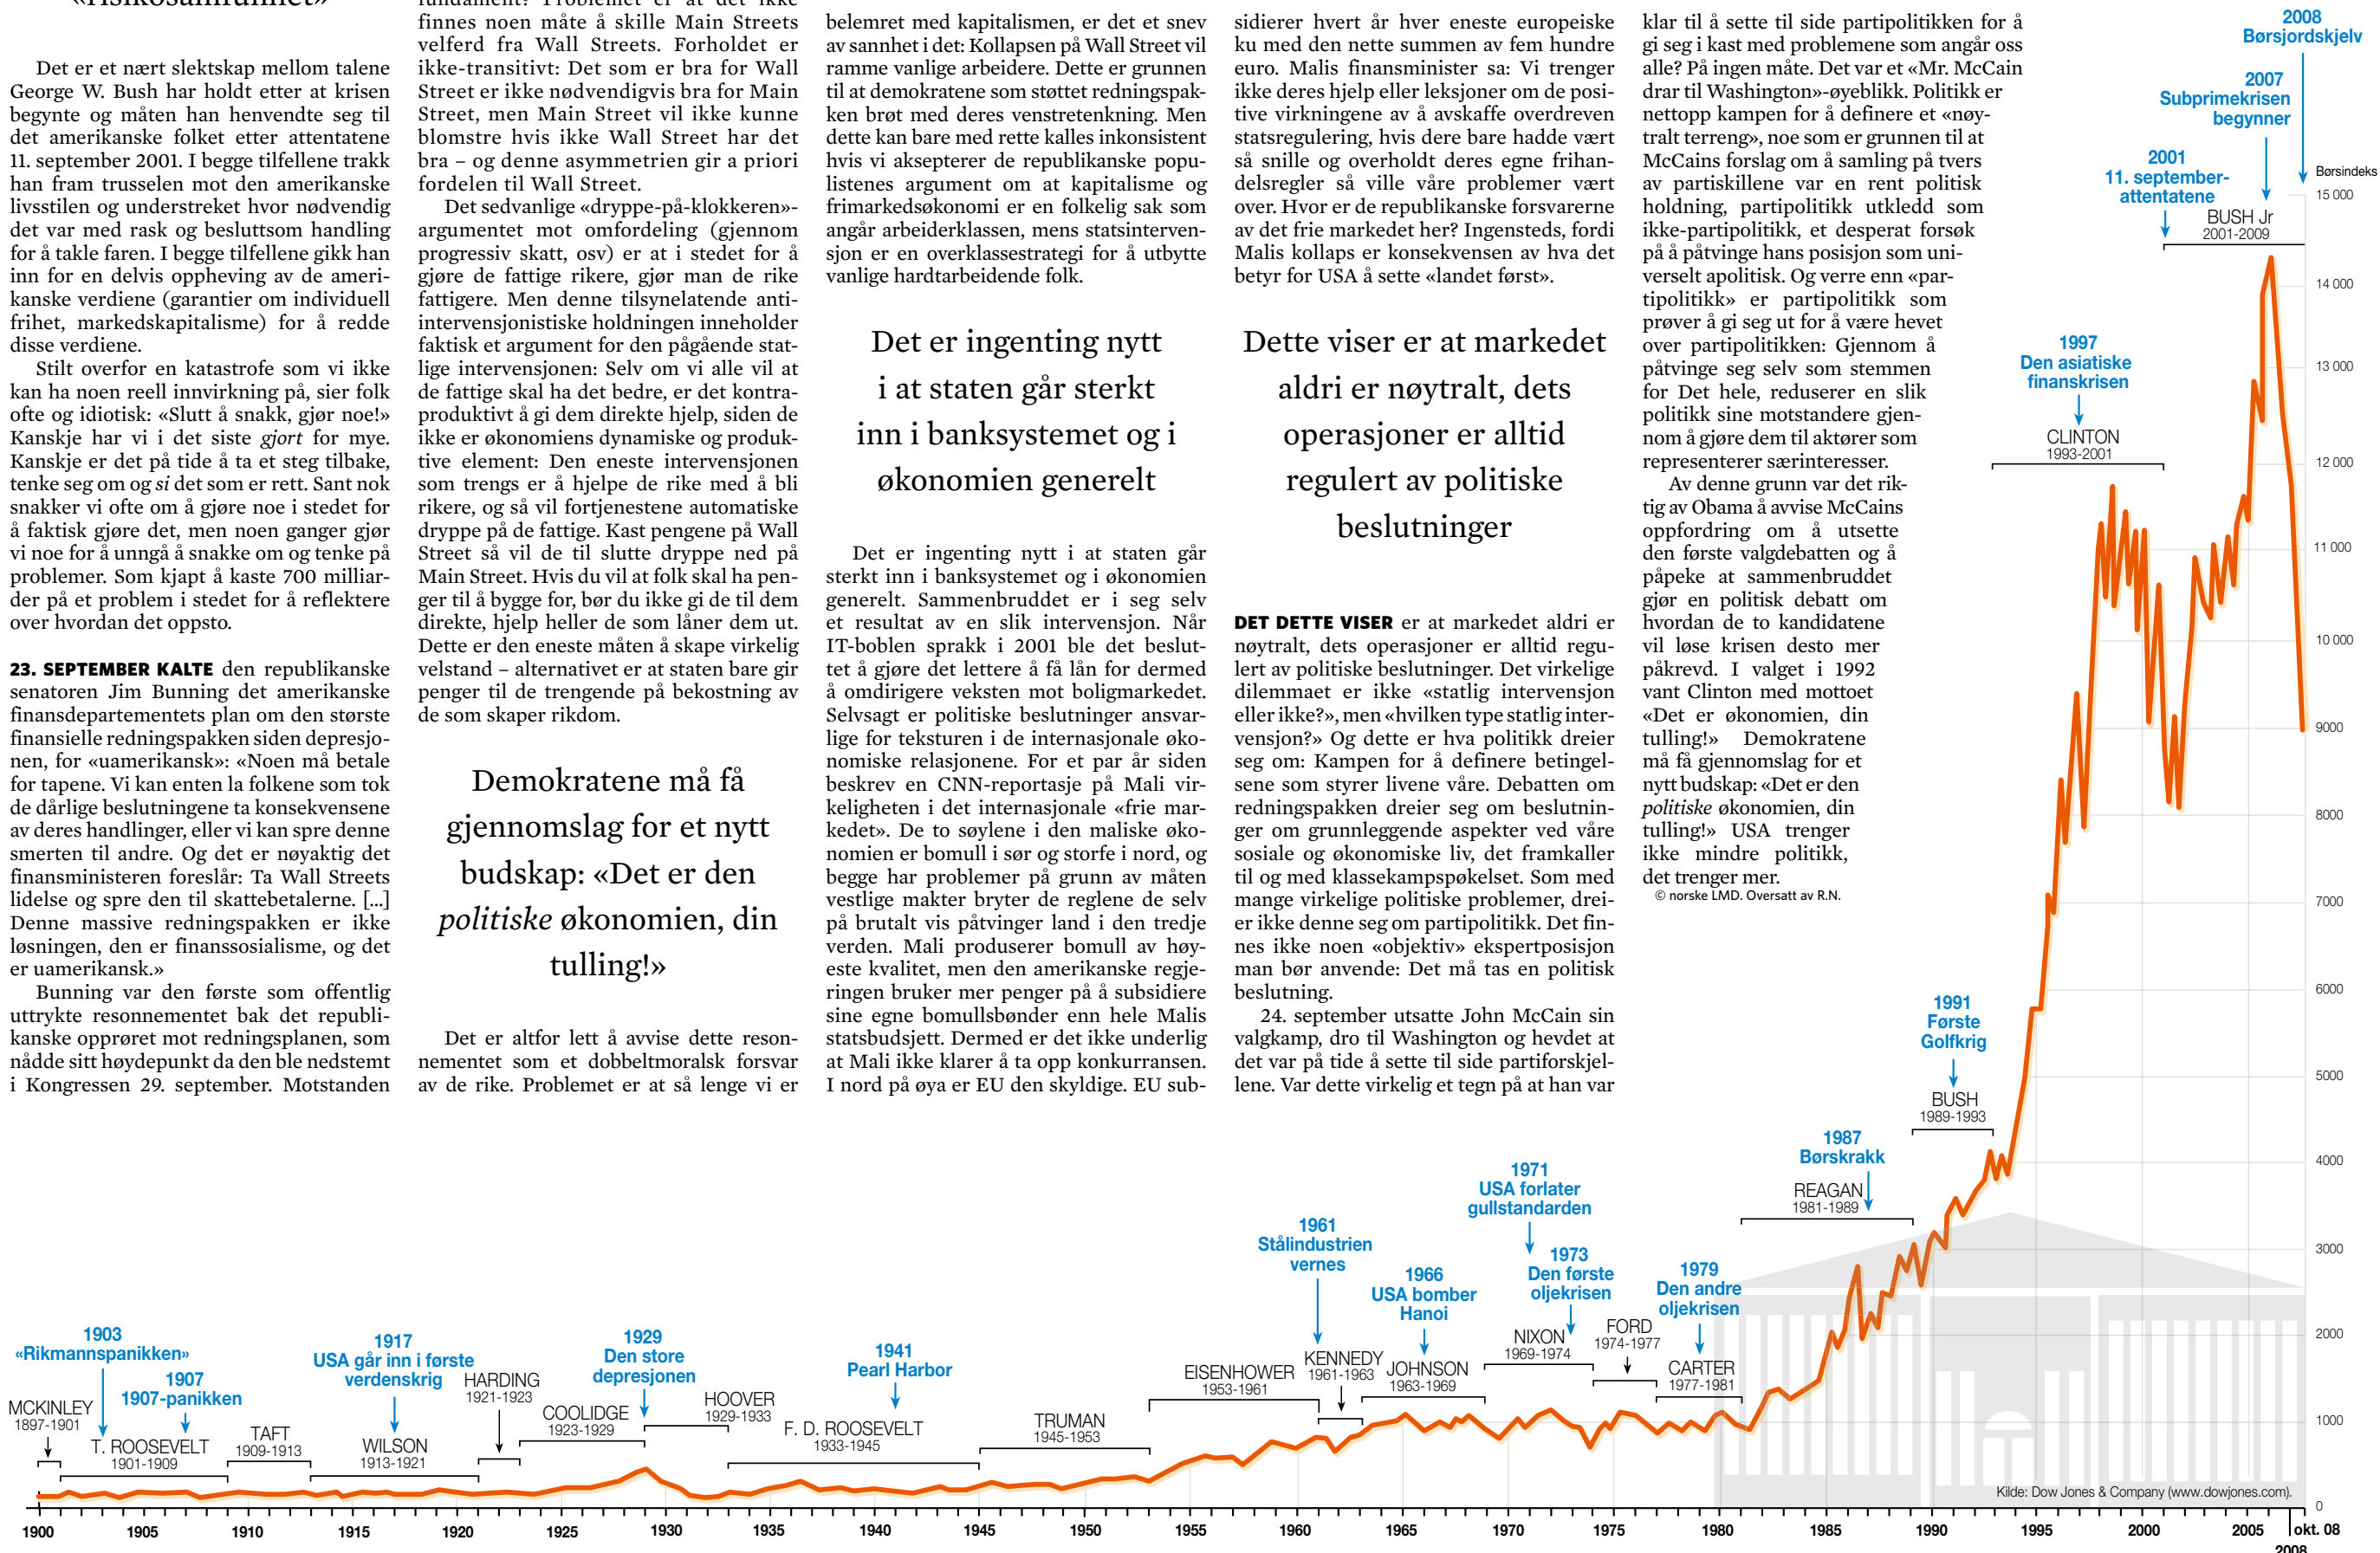 «risikosamfunnet»
Det er et nært slektskap mellom talene
George W. Bush har holdt etter at krisen
begynte og måten han henvendte seg til
det amerikanske folket etter attentatene
11. september 2001. I begge tilfellene trakk
han fram trusselen mot den amerikanske
livsstilen og understreket hvor nødvendig
det var med rask og besluttsom handling
for å takle faren. I begge tilfellene gikk han
inn for en delvis oppheving av de ameri-
kanske verdiene (garantier om individuell
frihet, markedskapitalisme) for å redde
disse verdiene.
Stilt overfor en katastrofe som vi ikke
kan ha noen reell innvirkning på, sier folk
ofte og idiotisk: «Slutt å snakk, gjør noe!»
Kanskje har vi i det siste gjort for mye.
Kanskje er det på tide å ta et steg tilbake,
tenke seg om og si det som er rett. Sant nok
snakker vi ofte om å gjøre noe i stedet for
å faktisk gjøre det, men noen ganger gjør
vi noe for å unngå å snakke om og tenke på
problemer. Som kjapt å kaste 700 milliar-
der på et problem i stedet for å reflektere
over hvordan det oppsto.
23. SEPTEMBER KALTE den republikanske
senatoren Jim Bunning det amerikanske
finansdepartementets plan om den største
finansielle redningspakken siden depresjo-
nen, for «uamerikansk»: «Noen må betale
for tapene. Vi kan enten la folkene som tok
de dårlige beslutningene ta konsekvensene
av deres handlinger, eller vi kan spre denne
smerten til andre. Og det er nøyaktig det
finansministeren foreslår: Ta Wall Streets
lidelse og spre den til skattebetalerne. [...]
Denne massive redningspakken er ikke
løsningen, den er finanssosialisme, og det
er uamerikansk.»
Bunning var den første som offentlig
uttrykte resonnementet bak det republi-
kanske opprøret mot redningsplanen, som
nådde sitt høydepunkt da den ble nedstemt
i Kongressen 29. september. Motstanden
fundament? Problemet er at det ikke
finnes noen måte å skille Main Streets
velferd fra Wall Streets. Forholdet er
ikke-transitivt: Det som er bra for Wall
Street er ikke nødvendigvis bra for Main
Street, men Main Street vil ikke kunne
blomstre hvis ikke Wall Street har det
bra – og denne asymmetrien gir a priori
fordelen til Wall Street.
Det sedvanlige «dryppe-på-klokkeren»-
argumentet mot omfordeling (gjennom
progressiv skatt, osv) er at i stedet for å
gjøre de fattige rikere, gjør man de rike
fattigere. Men denne tilsynelatende anti-
intervensjonistiske holdningen inneholder
faktisk et argument for den pågående stat-
lige intervensjonen: Selv om vi alle vil at
de fattige skal ha det bedre, er det kontra-
produktivt å gi dem direkte hjelp, siden de
ikke er økonomiens dynamiske og produk-
tive element: Den eneste intervensjonen
som trengs er å hjelpe de rike med å bli
rikere, og så vil fortjenestene automatiske
dryppe på de fattige. Kast pengene på Wall
Street så vil de til slutte dryppe ned på
Main Street. Hvis du vil at folk skal ha pen-
ger til å bygge for, bør du ikke gi de til dem
direkte, hjelp heller de som låner dem ut.
Dette er den eneste måten å skape virkelig
velstand – alternativet er at staten bare gir
penger til de trengende på bekostning av
de som skaper rikdom.
Demokratene må få
gjennomslag for et nytt
budskap: «Det er den
politiske økonomien, din
tulling!»
Det er altfor lett å avvise dette reson-
nementet som et dobbeltmoralsk forsvar
av de rike. Problemet er at så lenge vi er
belemret med kapitalismen, er det et snev
av sannhet i det: Kollapsen på Wall Street vil
ramme vanlige arbeidere. Dette er grunnen
til at demokratene som støttet redningspak-
ken brøt med deres venstretenkning. Men
dette kan bare med rette kalles inkonsistent
hvis vi aksepterer de republikanske popu-
listenes argument om at kapitalisme og
frimarkedsøkonomi er en folkelig sak som
angår arbeiderklassen, mens statsinterven-
sjon er en overklassestrategi for å utbytte
vanlige hardtarbeidende folk.
Det er ingenting nytt
i at staten går sterkt
inn i banksystemet og i
økonomien generelt
Det er ingenting nytt i at staten går
sterkt inn i banksystemet og i økonomien
generelt. Sammenbruddet er i seg selv
et resultat av en slik intervensjon. Når
IT-boblen sprakk i 2001 ble det beslut-
tet å gjøre det lettere å få lån for dermed
å omdirigere veksten mot boligmarkedet.
Selvsagt er politiske beslutninger ansvar-
lige for teksturen i de internasjonale øko-
nomiske relasjonene. For et par år siden
beskrev en CNN-reportasje på Mali vir-
keligheten i det internasjonale «frie mar-
kedet». De to søylene i den maliske øko-
nomien er bomull i sør og storfe i nord, og
begge har problemer på grunn av måten
vestlige makter bryter de reglene de selv
på brutalt vis påtvinger land i den tredje
verden. Mali produserer bomull av høy-
este kvalitet, men den amerikanske regje-
ringen bruker mer penger på å subsidiere
sine egne bomullsbønder enn hele Malis
statsbudsjett. Dermed er det ikke underlig
at Mali ikke klarer å ta opp konkurransen.
I nord på øya er EU den skyldige. EU sub-
sidierer hvert år hver eneste europeiske
ku med den nette summen av fem hundre
euro. Malis finansminister sa: Vi trenger
ikke deres hjelp eller leksjoner om de posi-
tive virkningene av å avskaffe overdreven
statsregulering, hvis dere bare hadde vært
så snille og overholdt deres egne frihan-
delsregler så ville våre problemer vært
over. Hvor er de republikanske forsvarerne
av det frie markedet her? Ingensteds, fordi
Malis kollaps er konsekvensen av hva det
betyr for USA å sette «landet først».
Dette viser er at markedet
aldri er nøytralt, dets
operasjoner er alltid
regulert av politiske
beslutninger
DET DETTE VISER er at markedet aldri er
nøytralt, dets operasjoner er alltid regu-
lert av politiske beslutninger. Det virkelige
dilemmaet er ikke «statlig intervensjon
eller ikke?», men «hvilken type statlig inter-
vensjon?» Og dette er hva politikk dreier
seg om: Kampen for å definere betingel-
sene som styrer livene våre. Debatten om
redningspakken dreier seg om beslutnin-
ger om grunnleggende aspekter ved våre
sosiale og økonomiske liv, det framkaller
til og med klassekampspøkelset. Som med
mange virkelige politiske problemer, drei-
er ikke denne seg om partipolitikk. Det fin-
nes ikke noen «objektiv» ekspertposisjon
man bør anvende: Det må tas en politisk
beslutning.
24. september utsatte John McCain sin
valgkamp, dro til Washington og hevdet at
det var på tide å sette til side partiforskjel-
lene. Var dette virkelig et tegn på at han var
klar til å sette til side partipolitikken for å
gi seg i kast med problemene som angår oss
alle? På ingen måte. Det var et «Mr. McCain
drar til Washington»-øyeblikk. Politikk er
nettopp kampen for å definere et «nøy-
tralt terreng», noe som er grunnen til at
McCains forslag om å samling på tvers
av partiskillene var en rent politisk
holdning, partipolitikk utkledd som
ikke-partipolitikk, et desperat forsøk
på å påtvinge hans posisjon som uni-
verselt apolitisk. Og verre enn «par-
tipolitikk» er partipolitikk som
prøver å gi seg ut for å være hevet
over partipolitikken: Gjennom å
påtvinge seg selv som stemmen
for Det hele, reduserer en slik
politikk sine motstandere gjen-
nom å gjøre dem til aktører som
representerer særinteresser.
Av denne grunn var det rik-
tig av Obama å avvise McCains
oppfordring om å utsette
den første valgdebatten og å
påpeke at sammenbruddet
gjør en politisk debatt om
hvordan de to kandidatene
vil løse krisen desto mer
påkrevd. I valget i 1992
vant Clinton med mottoet
«Det er økonomien, din
tulling!» Demokratene
må få gjennomslag for et
nytt budskap: «Det er den
politiske økonomien, din
tulling!» USA trenger
ikke mindre politikk,
det trenger mer.
© norske LMD. Oversatt av R.N.
2008
Børsjordskjelv
2007
Subprimekrisen
begynner
2001
11. september-
attentatene
BUSH Jr
2001-2009
1997
Den asiatiske
finanskrisen
CLINTON
1993-2001
1991
Første
Golfkrig
BUSH
1989-1993
1987
Børskrakk
REAGAN
1981-1989
1971
USA forlater
gullstandarden
1973
Den første
oljekrisen
1979
Den andre
oljekrisen
1961
Stålindustrien
vernes
1966
USA bomber
Hanoi
NIXON
1969-1974
FORD
1974-1977
CARTER
1977-1981
EISENHOWER
1953-1961
KENNEDY
1961-1963
JOHNSON
1963-1969
1903
«Rikmannspanikken»
1907
1907-panikken
MCKINLEY
1897-1901
T. ROOSEVELT
1901-1909
TAFT
1909-1913
1917
USA går inn i første
verdenskrig
WILSON
1913-1921
HARDING
1921-1923
COOLIDGE
1923-1929
1929
Den store
depresjonen
HOOVER
1929-1933
1941
Pearl Harbor
F. D. ROOSEVELT
1933-1945
TRUMAN
1945-1953
Børsindeks
15 000
14 000
13 000
12 000
11 000
10 000
9000
8000
7000
6000
5000
4000
3000
2000
1000
0
Kilde: Dow Jones & Company (www.dowjones.com).
1900 1905 1910 1915 1920 1925 1930 1935 1940 1945 1950 1955 1960 1965 1970 1975 1980 1985 1990 1995 2000 2005 okt. 08
2008